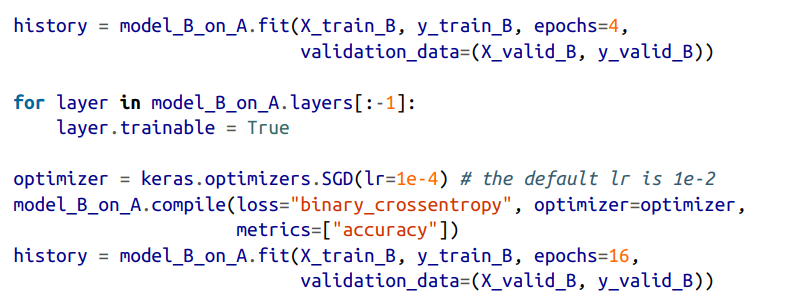 history = model_B_on_A.fit(X_train_B, y_train_B, epochs=4,
                           validation_data=(X_valid_B, y_valid_B))

for layer in model_B_on_A.layers[:-1]:
    layer.trainable = True

optimizer = keras.optimizers.SGD(lr=1e-4) # the default lr is 1e-2
model_B_on_A.compile(loss="binary_crossentropy", optimizer=optimizer,
                     metrics=["accuracy"])
history = model_B_on_A.fit(X_train_B, y_train_B, epochs=16,
                           validation_data=(X_valid_B, y_valid_B))